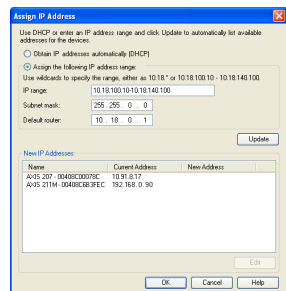 Assign IP Address
Use DHCP or enter an IP address range and click Update to automatically list available
addresses for the devices.
Obtain IP addresses automatically (DHCP)
Assign the following IP address range:
Use wildcards to specify the range, either as 10.18.* or 10.18.100.10 - 10.18.140.100.
IP range: 10.18.100.10-10.18.140.100
Subnet mask: 255 . 255 . 0 . 0
Default router: 10 . 18 . 0 . 1
Update
New IP Addresses:
Name Current Address New Address
AXIS 207 - 00408C00078C 10.91.8.17
AXIS 211M - 00408C6B3FEC 192.168.0.90
Edit
OK Cancel Help